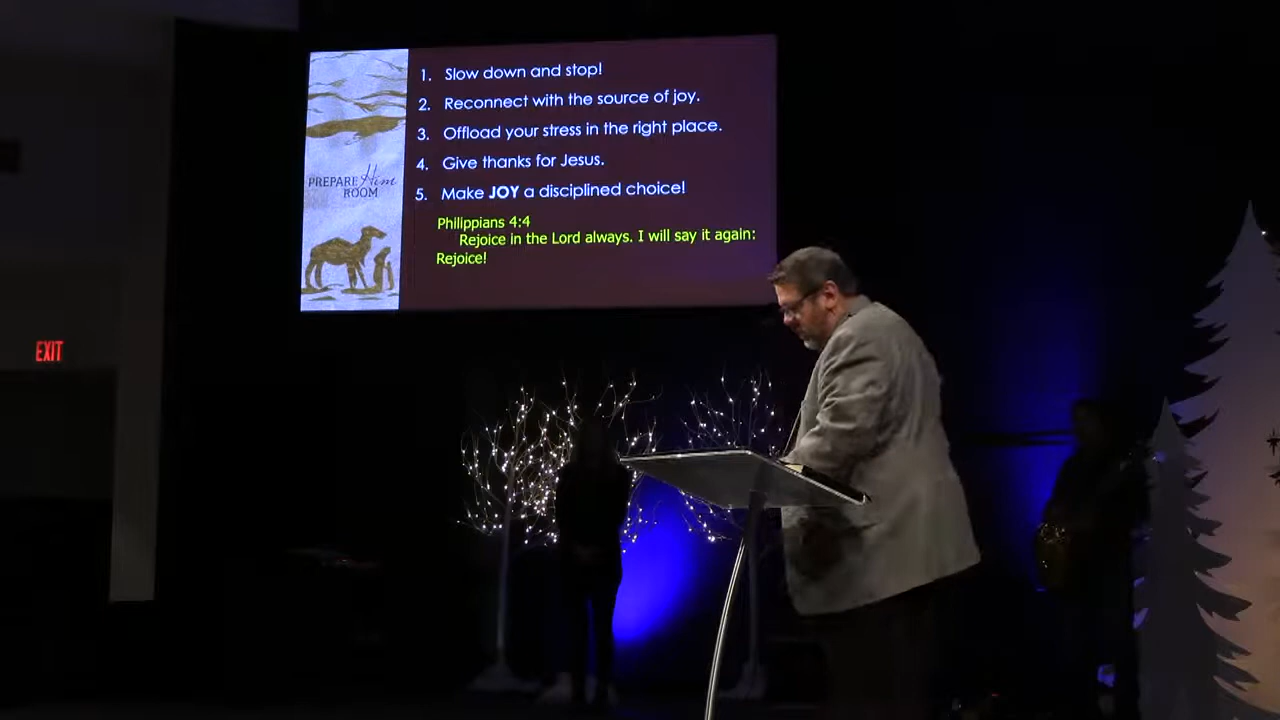 1. Slow down and stop!
2. Reconnect with the source of joy.
3. Offload your stress in the right place.
4. Give thanks for Jesus.
5. Make JOY a disciplined choice!
Philippians 4:4
Rejoice in the Lord always. I will say it again:
Rejoice!
PREPARE Him
ROOM
EXIT